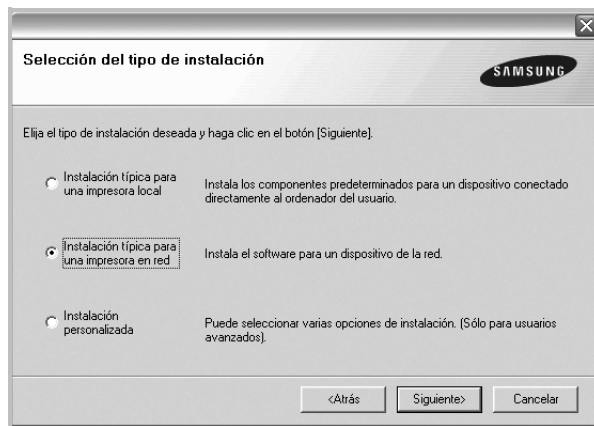 Selección del tipo de instalación
SAMSUNG
Elija el tipo de instalación deseada y haga clic en el botón [Siguiente].
Instalación típica para
una impresora local
Instala los componentes predeterminados para un dispositivo conectado
directamente al ordenador del usuario.
Instalación típica para
una impresora en red
Instala el software para un dispositivo de la red.
Instalación
personalizada
Puede seleccionar varias opciones de instalación. (Sólo para usuarios
avanzados).
<Atrás
Siguiente>
Cancelar